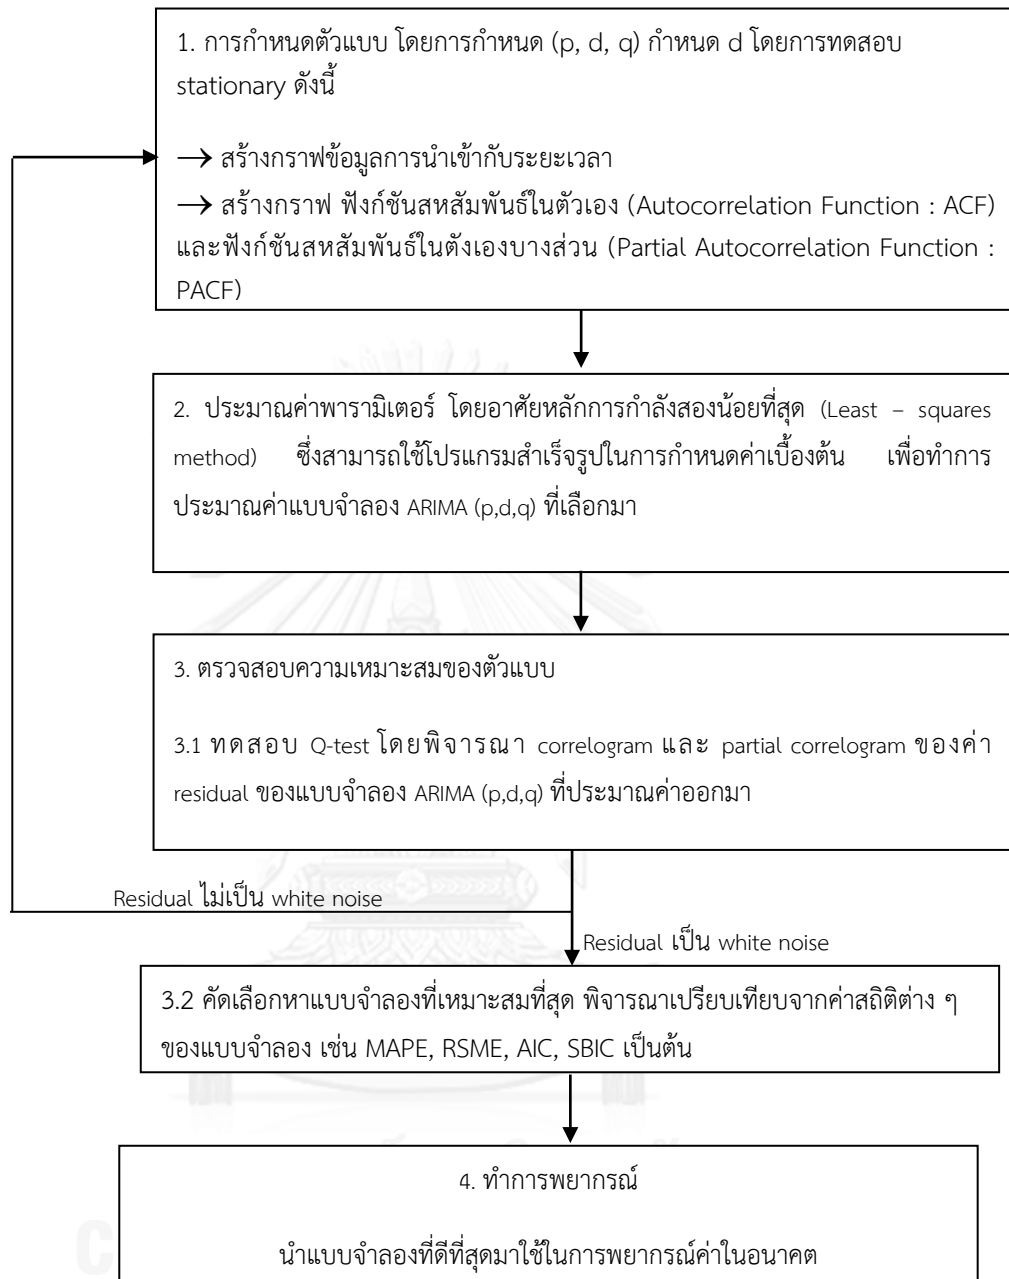 1. การกำหนดตัวแบบ โดยการกำหนด (p, d, q) กำหนด d โดยการทดสอบ
stationary ดังนี้
→ สร้างกราฟข้อมูลการนำเข้ากับระยะเวลา
→ สร้างกราฟ ฟังก์ชันสหสัมพันธ์ในตัวเอง (Autocorrelation Function : ACF)
และฟังก์ชันสหสัมพันธ์ในตังเองบางส่วน (Partial Autocorrelation Function :
PACF)
2. ประมาณค่าพารามิเตอร์ โดยอาศัยหลักการกำลังสองน้อยที่สุด (Least – squares
method) ซึ่งสามารถใช้โปรแกรมสำเร็จรูปในการกำหนดค่าเบื้องต้น เพื่อทำการ
ประมาณค่าแบบจำลอง ARIMA (p,d,q) ที่เลือกมา
3. ตรวจสอบความเหมาะสมของตัวแบบ
3.1 ทดสอบ Q-test โดยพิจารณา correlogram และ partial correlogram ของค่า
residual ของแบบจำลอง ARIMA (p,d,q) ที่ประมาณค่าออกมา
Residual ไม่เป็น white noise
Residual เป็น white noise
3.2 คัดเลือกหาแบบจำลองที่เหมาะสมที่สุด พิจารณาเปรียบเทียบจากค่าสถิติต่าง ๆ
ของแบบจำลอง เช่น MAPE, RSME, AIC, SBIC เป็นต้น
4. ทำการพยากรณ์
นำแบบจำลองที่ดีที่สุดมาใช้ในการพยากรณ์ค่าในอนาคต